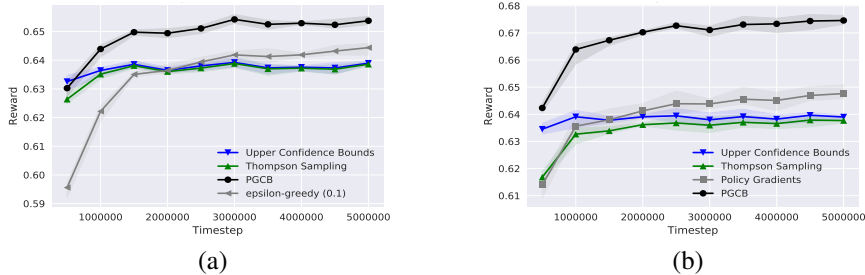 0.65
0.64
0.63
0.62
0.61
0.60
0.59
Reward
1000000 2000000 3000000 4000000 5000000
Timestep
Upper Confidence Bounds
Thompson Sampling
PGCB
epsilon-greedy (0.1)
(a)
0.68
0.67
0.66
0.65
0.64
0.63
0.62
0.61
Reward
1000000 2000000 3000000 4000000 5000000
Timestep
Upper Confidence Bounds
Thompson Sampling
Policy Gradients
PGCB
(b)